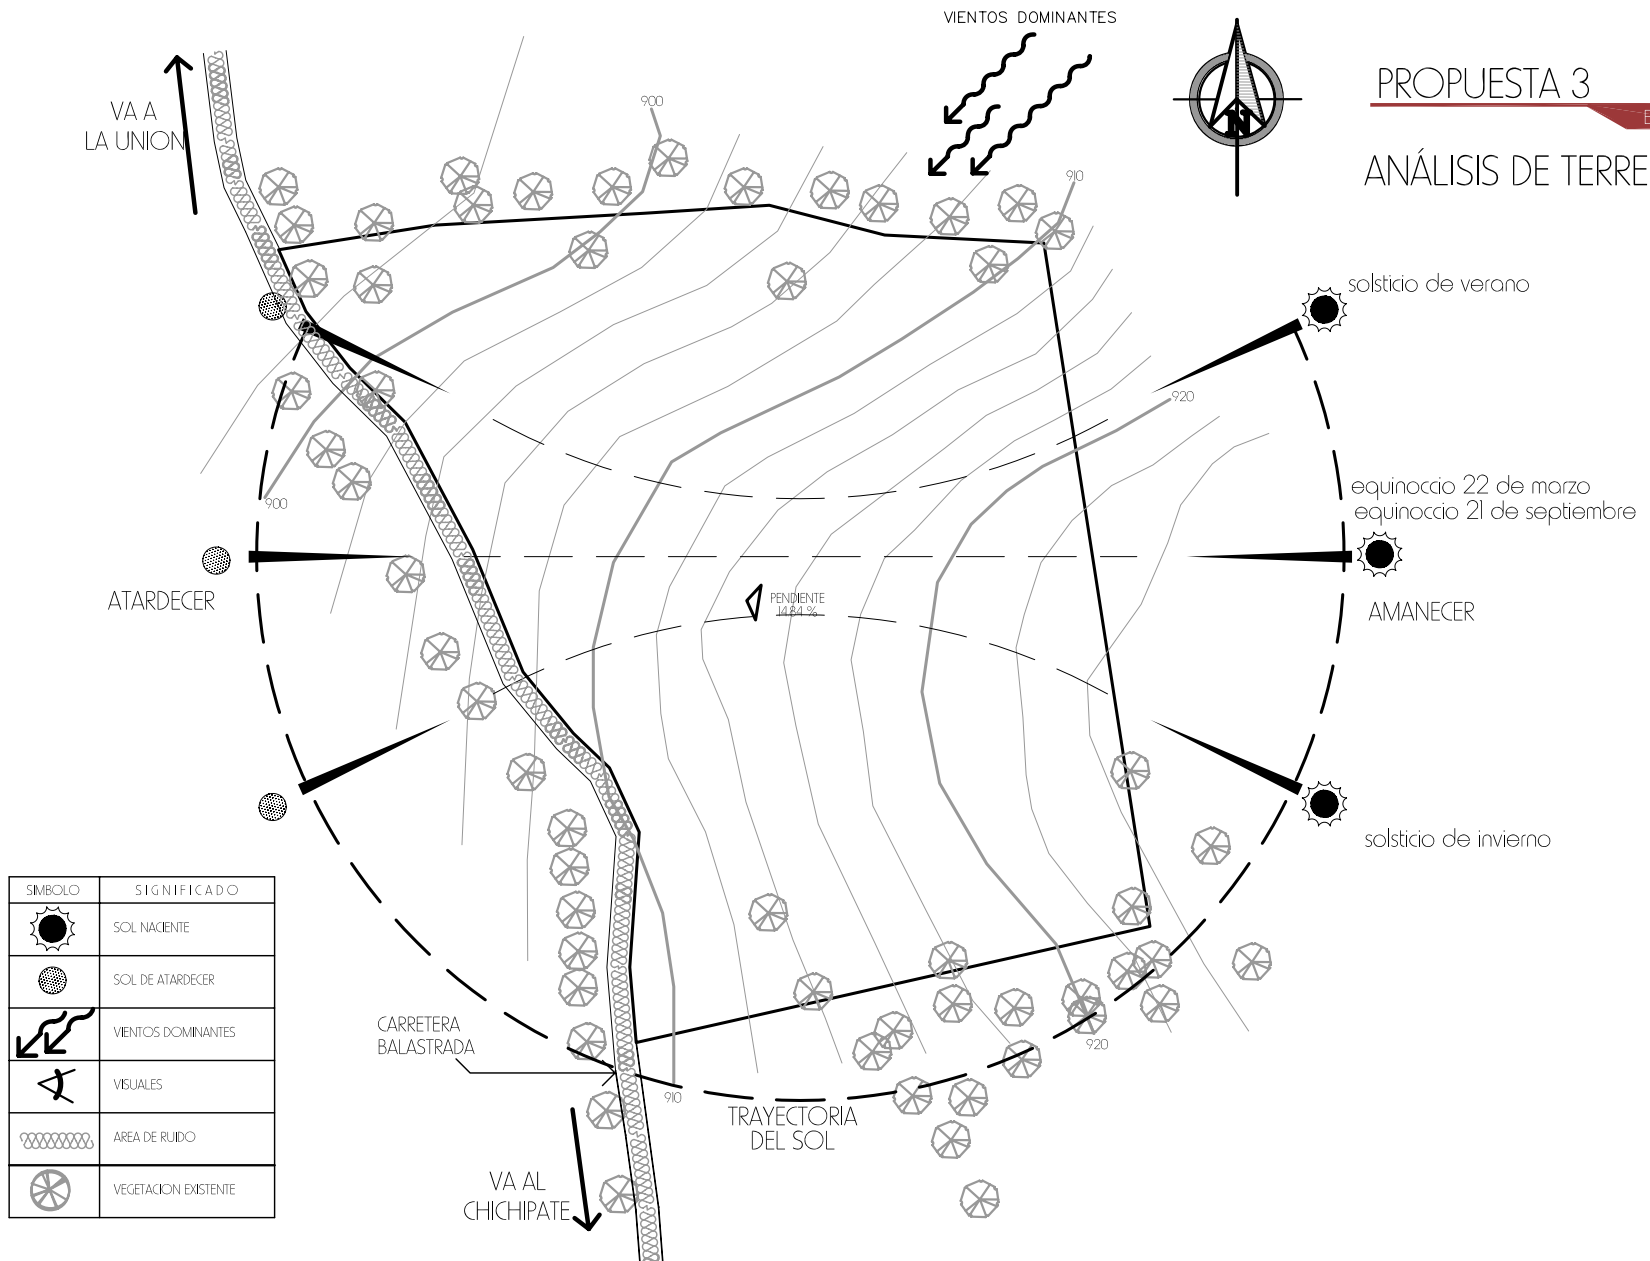 VIENTOS DOMINANTES
N
PROPUESTA 3
ANÁLISIS DE TERRE
VA A
LA UNION
900
910
solsticio de verano
920
equinoccio 22 de marzo
equinoccio 21 de septiembre
900
ATARDECER
PENDIENTE
14.84 %
AMANECER
solsticio de invierno
SIMBOLO SIGNIFICADO
SOL NACIENTE
SOL DE ATARDECER
VIENTOS DOMINANTES
VISUALES
AREA DE RUIDO
VEGETACION EXISTENTE
CARRETERA
BALASTRADA
920
910
TRAYECTORIA
DEL SOL
VA AL
CHICHIPATE